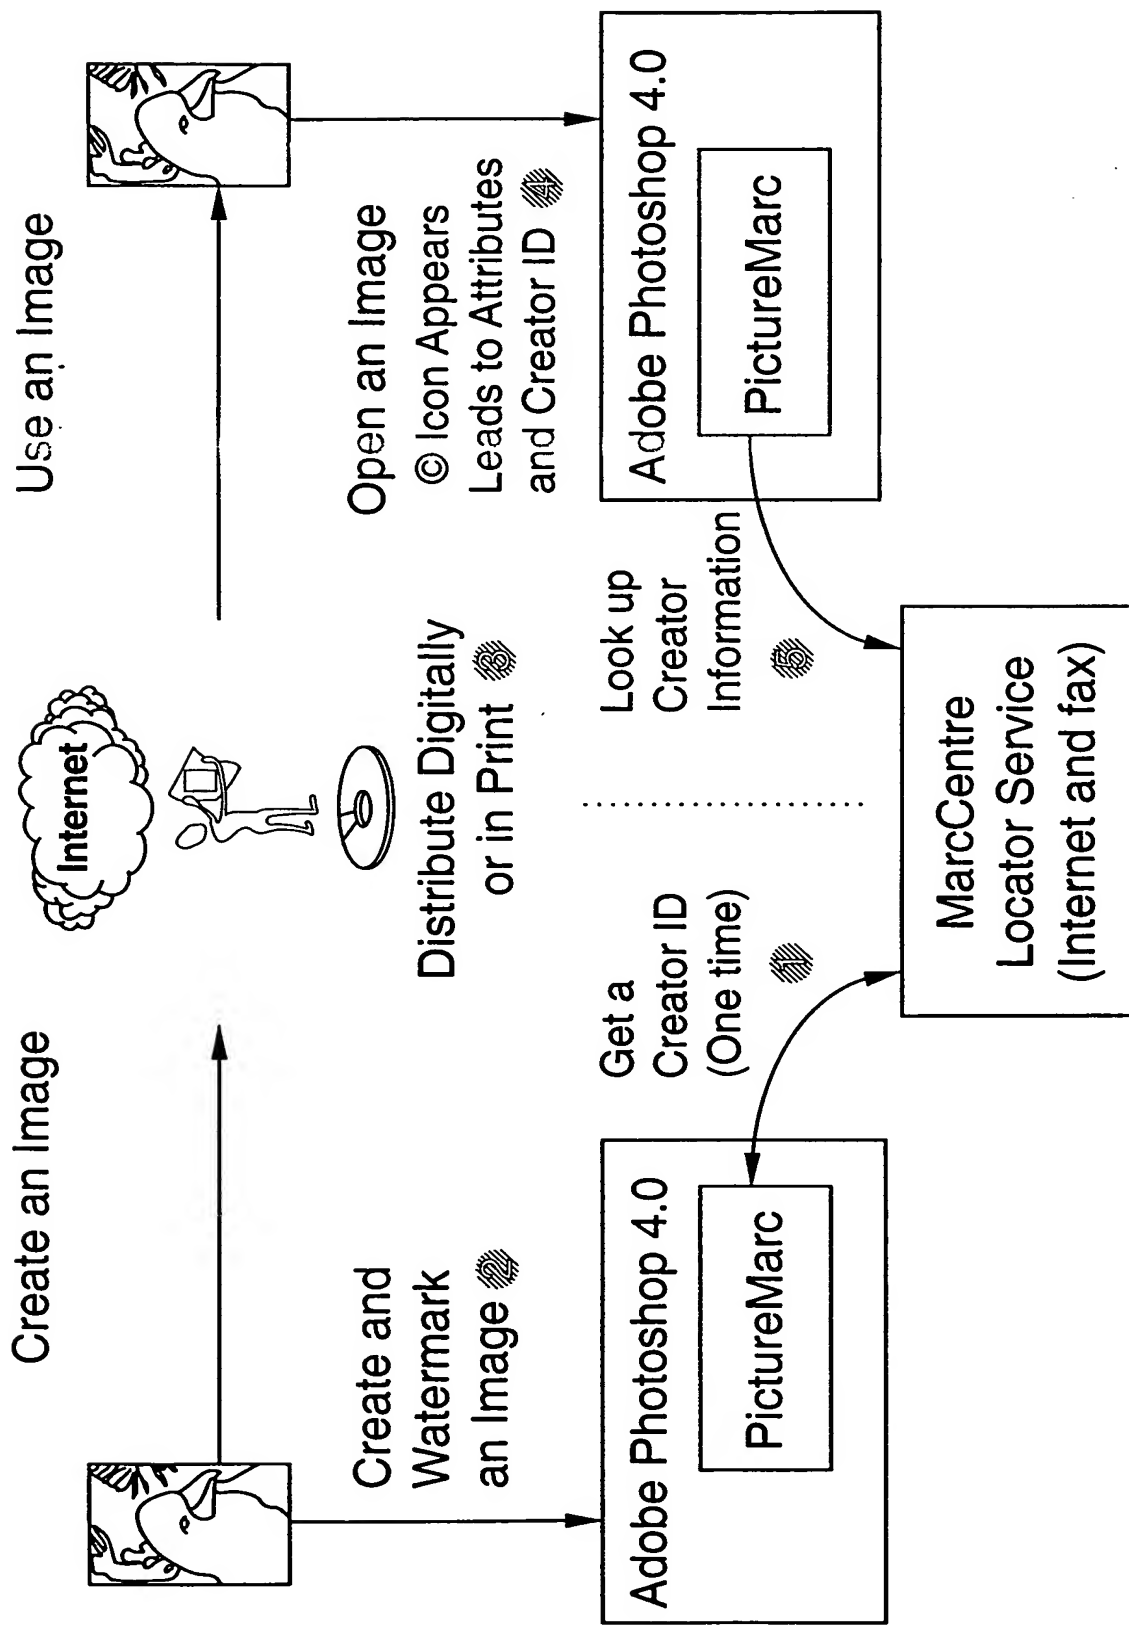 Create an Image
Use an Image
Internet
Create and
Watermark
an Image 2
Distribute Digitally
or in Print 3
Open an Image
© Icon Appears
Leads to Attributes
and Creator ID 4
Adobe Photoshop 4.0
PictureMarc
Get a
Creator ID
(One time)
1
Look up
Creator
Information
5
Adobe Photoshop 4.0
PictureMarc
MarcCentre
Locator Service
(Internet and fax)